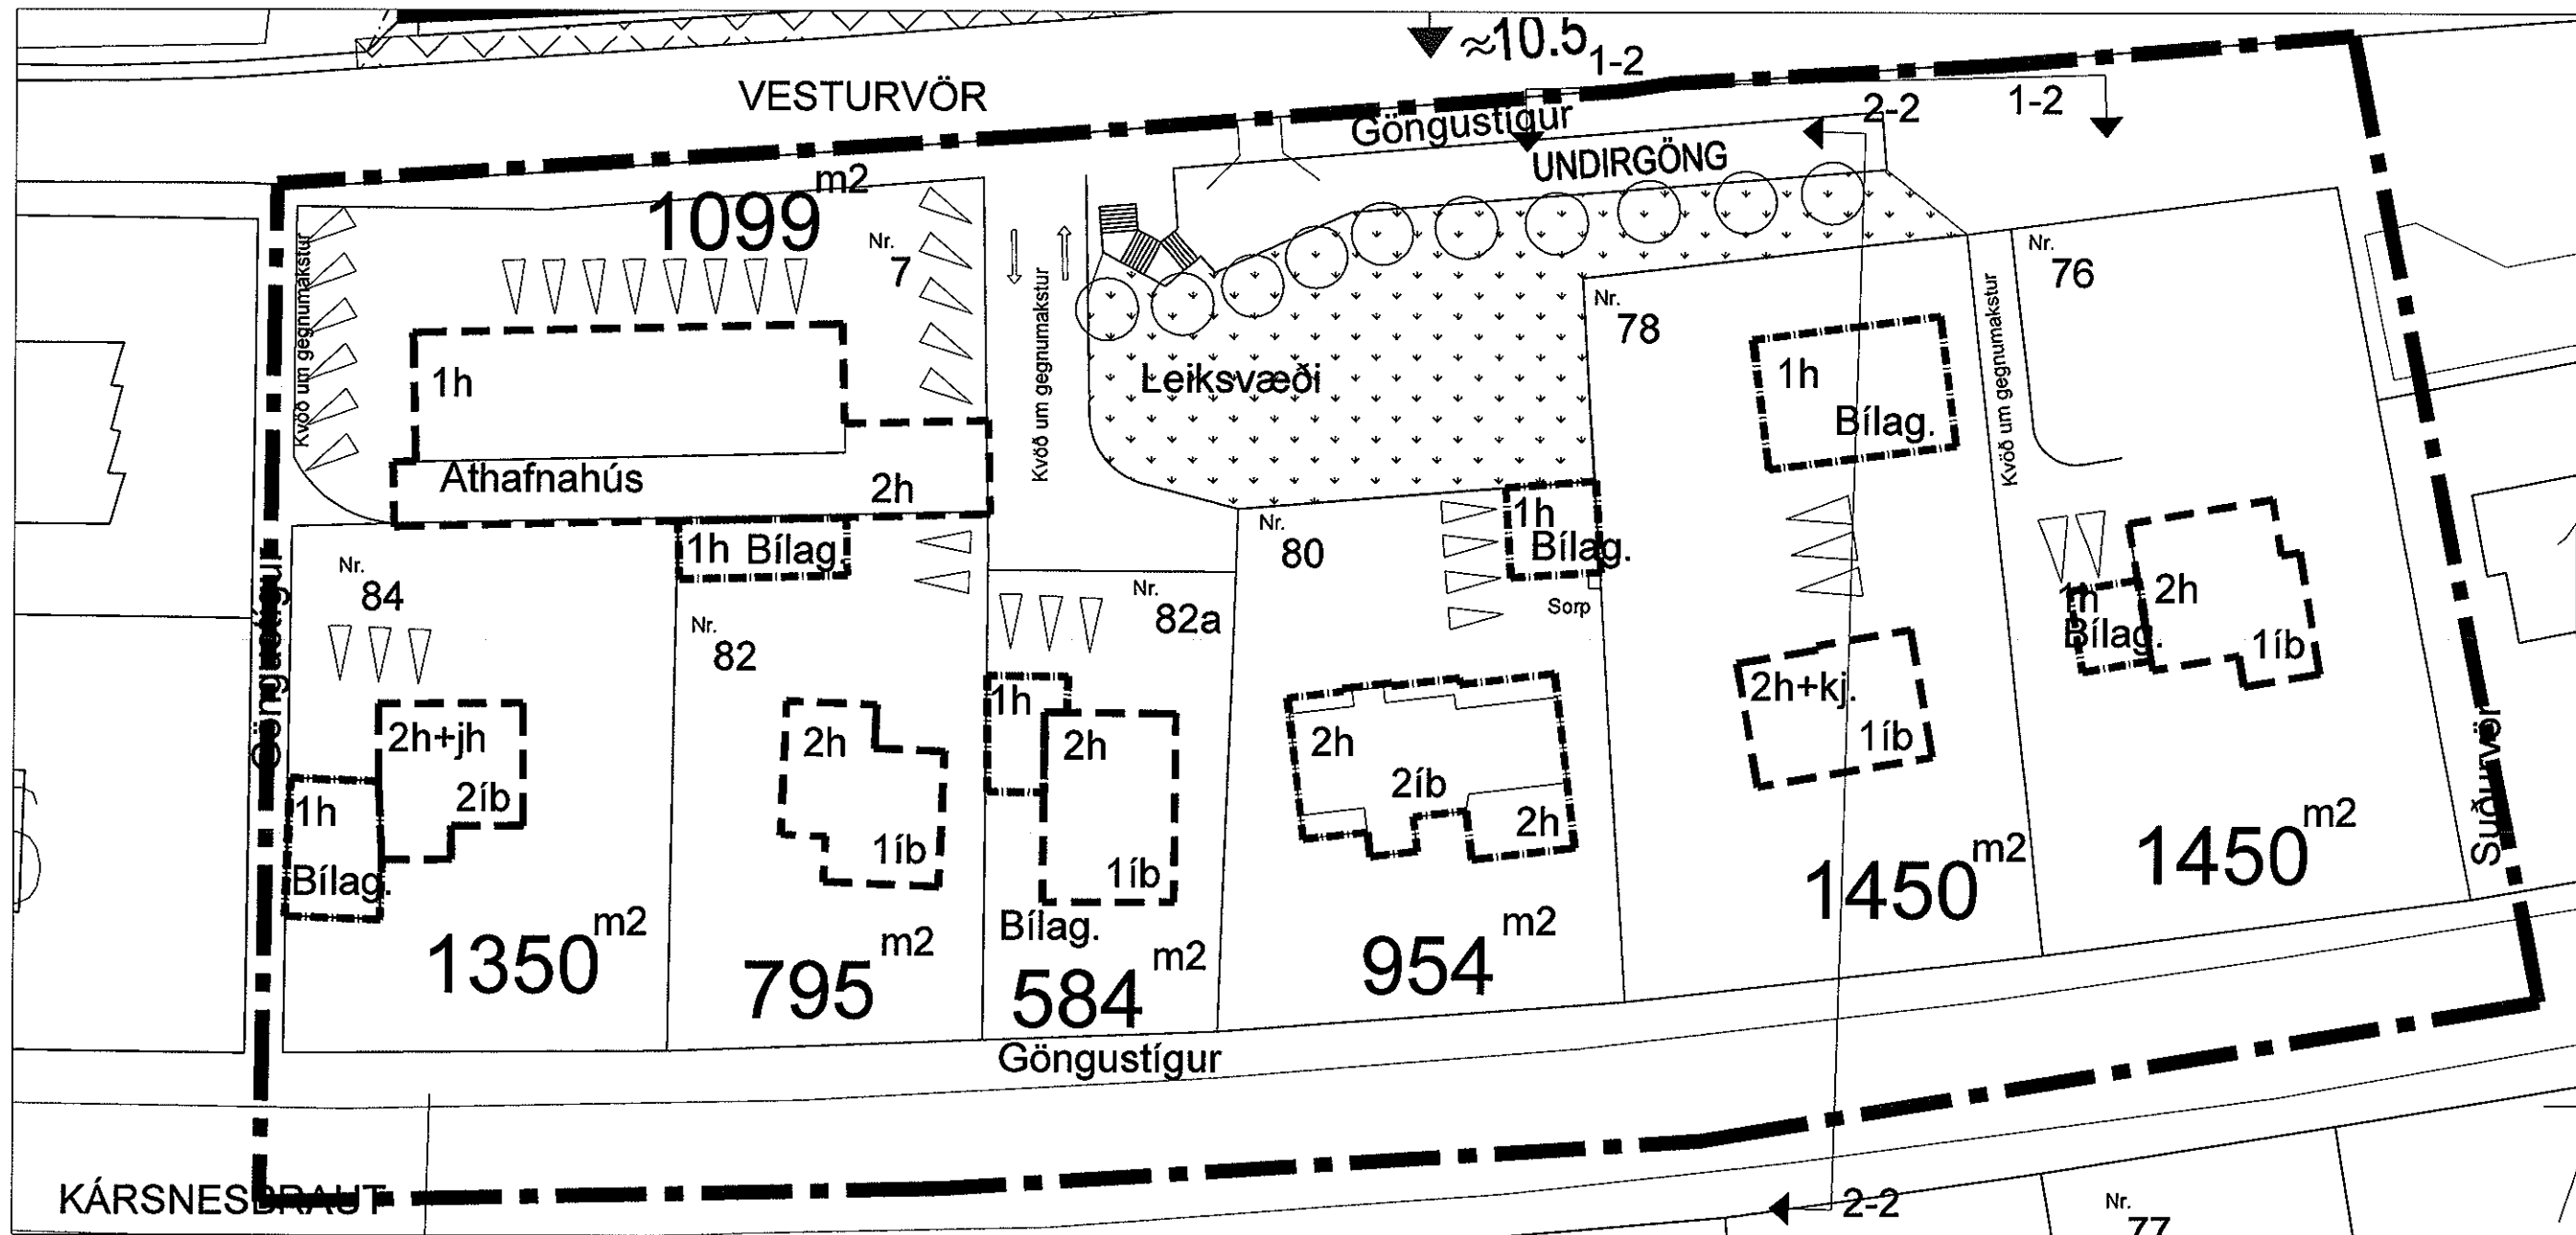 ≈10.5
1-2
VESTURVÖR
2-2
1-2
Göngustígur
UNDIRGÖNG
1099 m2
Nr.
7
Kvöð um gegnumakstur
Kvöð um gegnumakstur
Nr.
76
Nr.
78
Kvöð um gegnumakstur
1h
Leiksvæði
1h
Bílag.
Athafnahús
2h
1h
Bílag.
Nr.
80
1h Bílag.
Nr.
84
Nr.
82
Nr.
82a
Sorp
1h
Bílag.
2h
1íb
Göngustígur
2h+jh
2íb
1h
Bílag.
2h
1íb
1h
2h
1íb
Bílag.
2h
2íb
2h
2h+kj.
1íb
Suðurvör
1350 m2
795 m2
584 m2
954 m2
1450 m2
1450 m2
Göngustígur
KÁRSNESBRAUT
2-2
Nr.
77